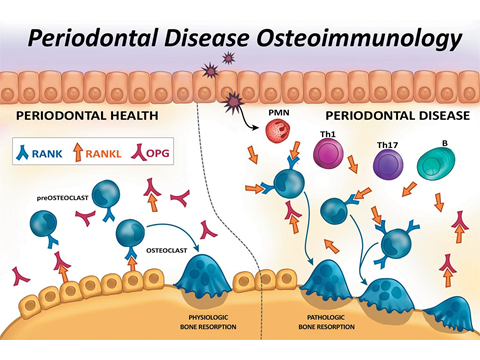 Periodontal Disease Osteoimmunology
PERIODONTAL HEALTH
PMN
PERIODONTAL DISEASE
Th1
Th17
B
RANK
RANKL
OPG
preOSTEOCLAST
OSTEOCLAST
PHYSIOLOGIC
BONE RESORPTION
PATHOLOGIC
BONE RESORPTION